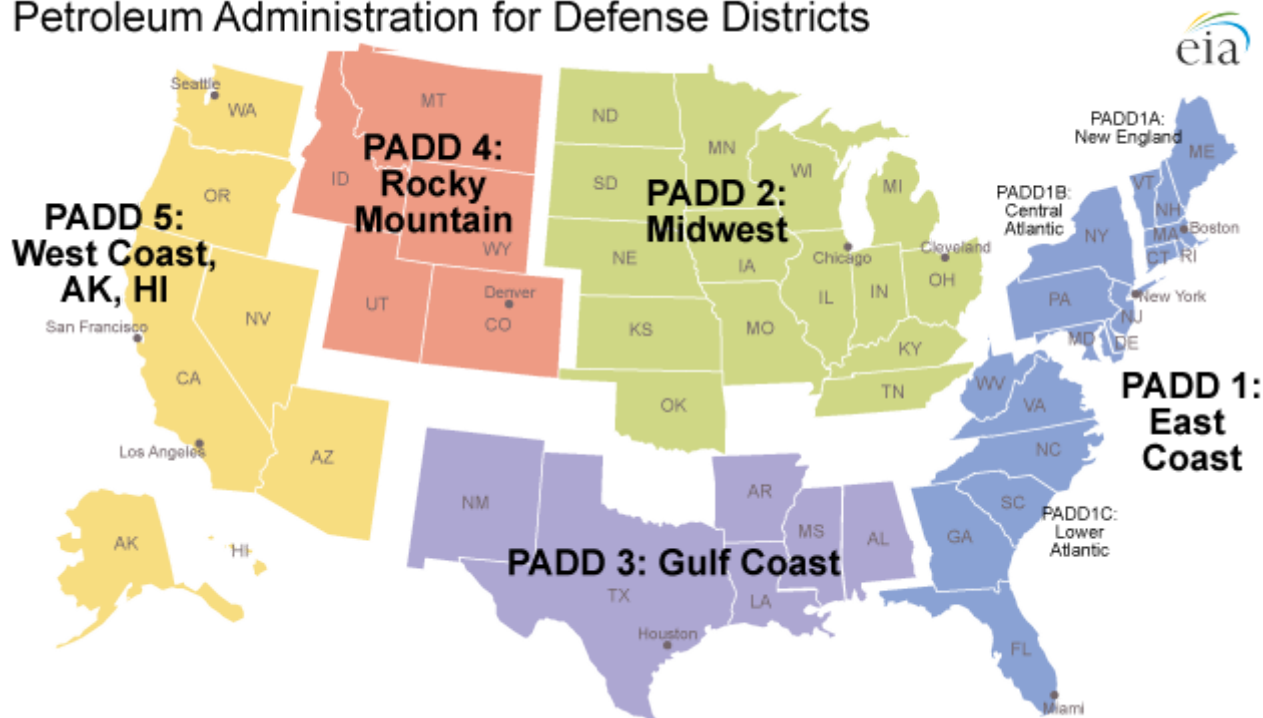 Petroleum Administration for Defense Districts
eia
Seattle
WA
OR
PADD 5:
West Coast,
AK, HI
San Francisco
NV
CA
Los Angeles
AZ
AK
HI
MT
PADD 4:
Rocky
Mountain
ID
WY
UT
Denver
CO
ND
MN
SD
WI
MI
PADD 2:
Midwest
NE
IA
Chicago
Cleveland
IL
IN
OH
KS
MO
KY
OK
TN
NM
AR
MS
AL
PADD 3: Gulf Coast
TX
LA
Houston
PADD1A:
New England
ME
VT
NH
MA
Boston
CT
RI
PADD1B:
Central
Atlantic
NY
PA
New York
NJ
MD
DE
PADD 1:
East
Coast
WV
VA
NC
SC
GA
PADD1C:
Lower
Atlantic
FL
Miami